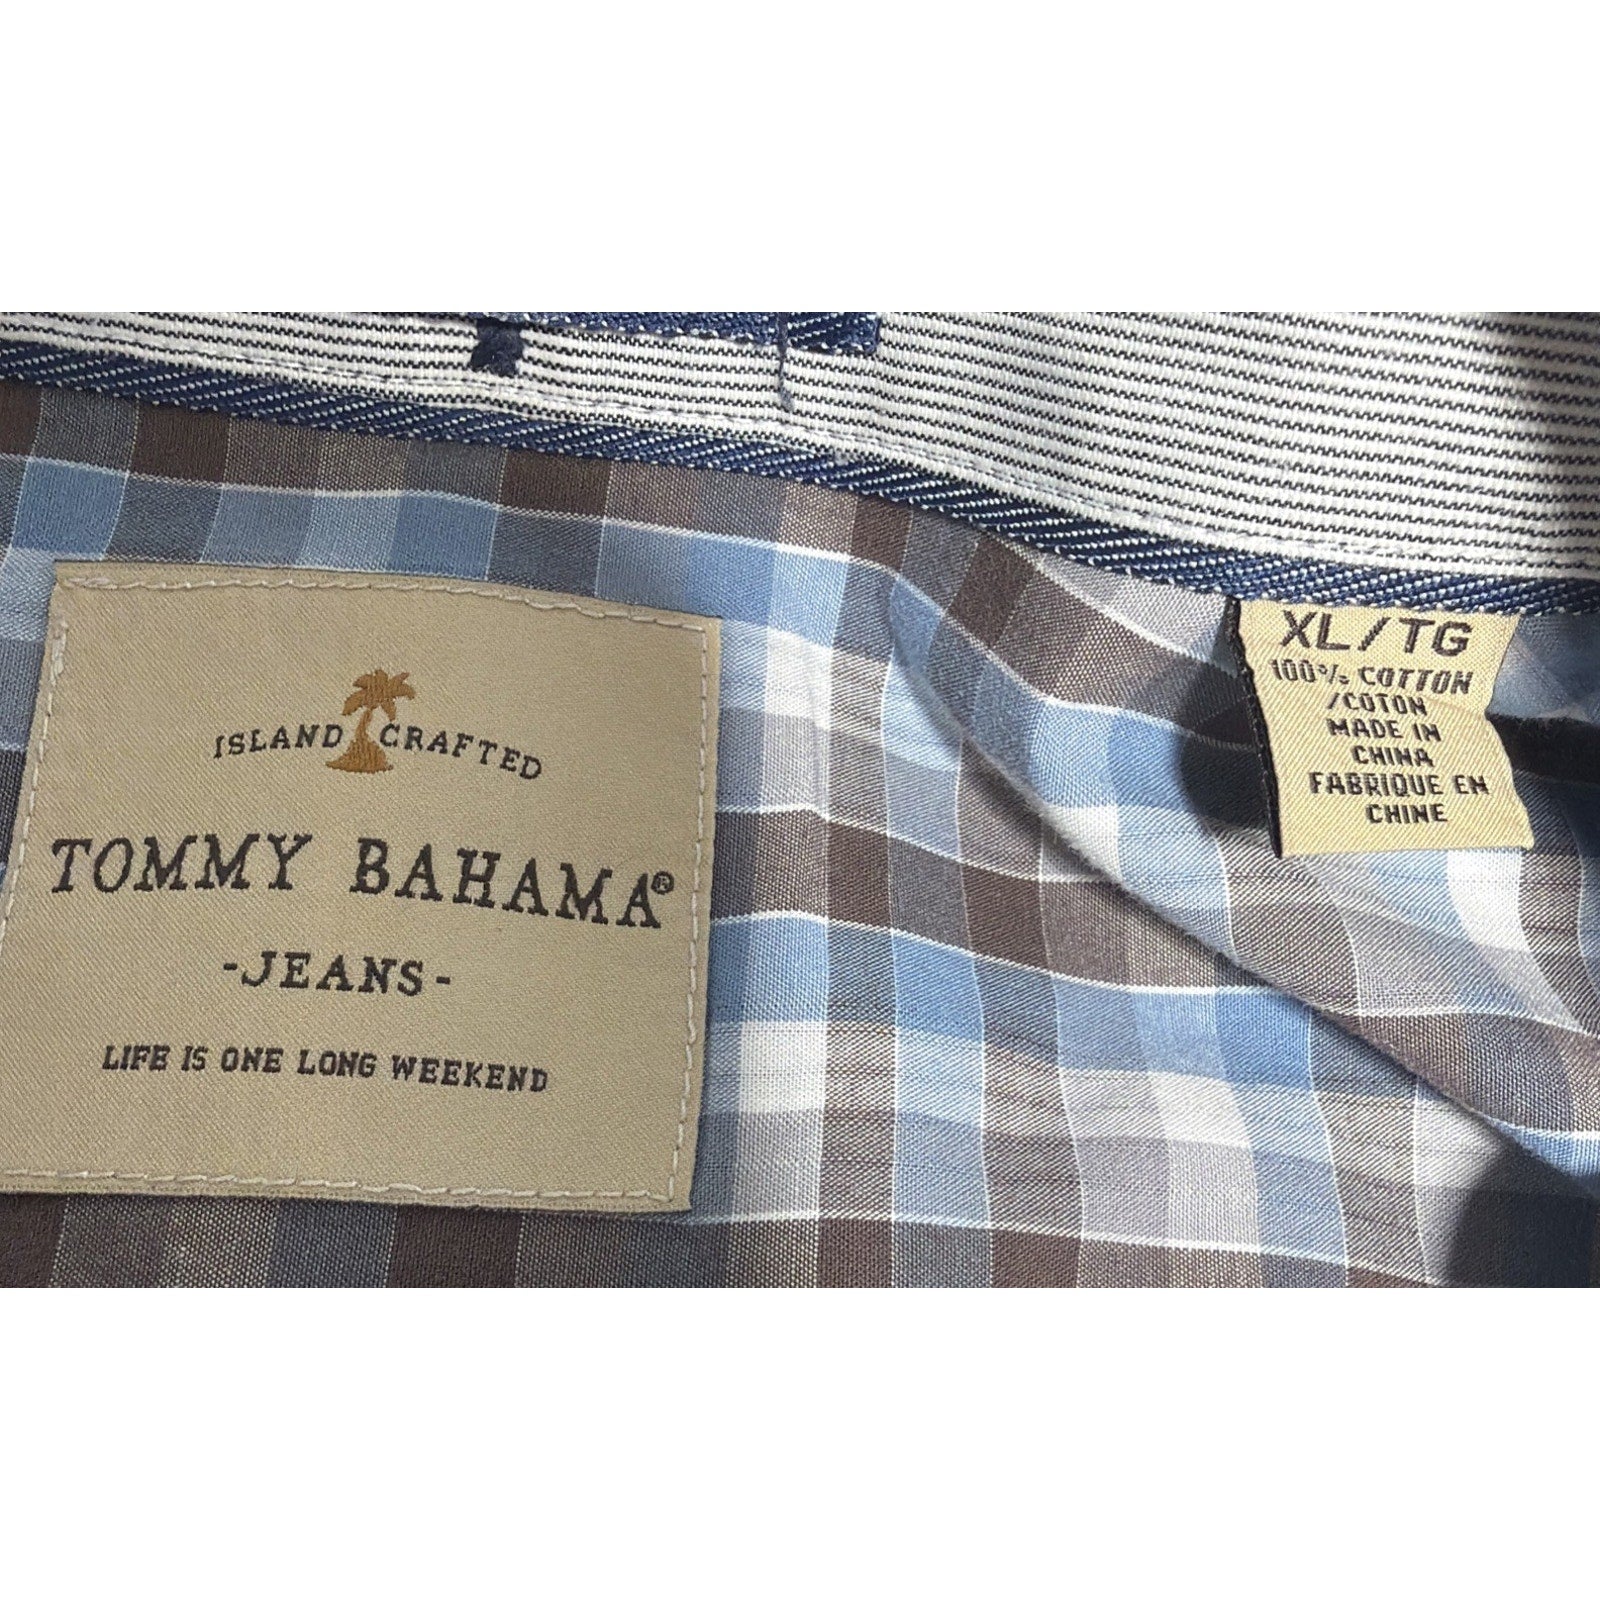 ISLAND CRAFTED
TOMMY BAHAMA®
-JEANS-
LIFE IS ONE LONG WEEKEND
XL/TG
100% COTTON
/COTON
MADE IN
CHINA
FABRIQUE EN
CHINE